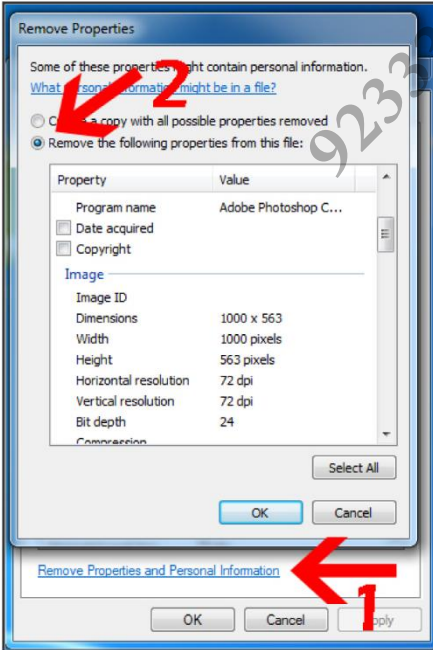 Remove Properties
2
Some of these properties might contain personal information.
What personal information might be in a file?
9233
Create a copy with all possible properties removed
Remove the following properties from this file:
Property Value
Program name Adobe Photoshop C...
Date acquired
Copyright
Image
Image ID
Dimensions 1000 x 563
Width 1000 pixels
Height 563 pixels
Horizontal resolution 72 dpi
Vertical resolution 72 dpi
Bit depth 24
Compression
Select All
OK Cancel
Remove Properties and Personal Information
1
OK Cancel Apply